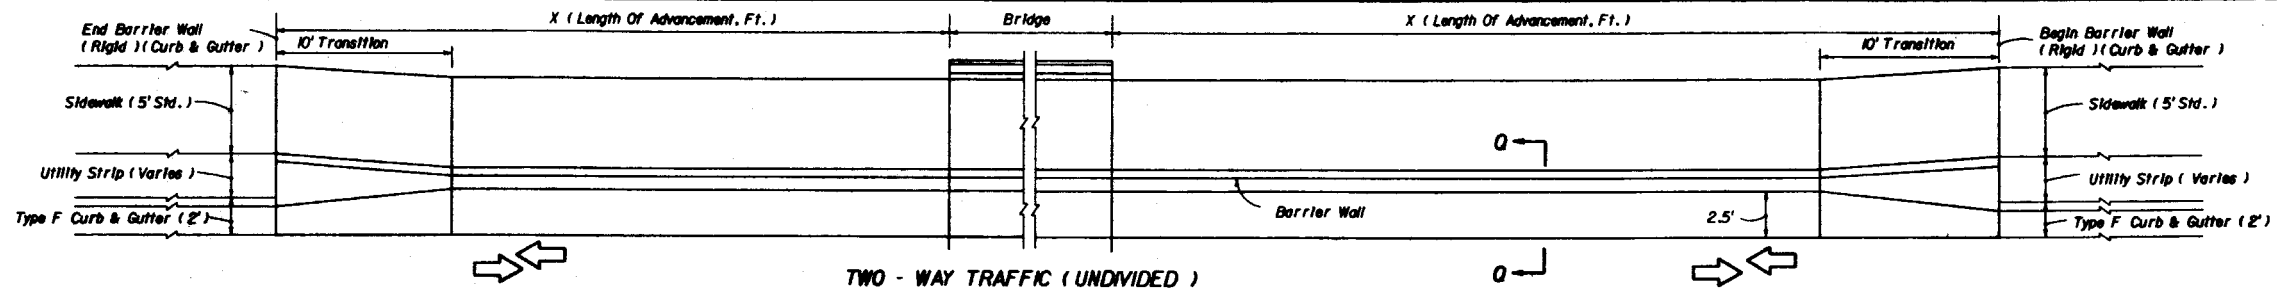 X ( Length Of Advancement, Ft. )
Bridge
X ( Length Of Advancement, Ft. )
End Barrier Wall
( Rigid ) ( Curb & Gutter )
10' Transition
10' Transition
Begin Barrier Wall
( Rigid ) ( Curb & Gutter )
Sidewalk ( 5' Std. )
Sidewalk ( 5' Std. )
Q
Utility Strip ( Varies )
Utility Strip ( Varies )
Type F Curb & Gutter ( 2' )
Barrier Wall
2.5'
Type F Curb & Gutter ( 2' )
TWO - WAY TRAFFIC ( UNDIVIDED )
Q